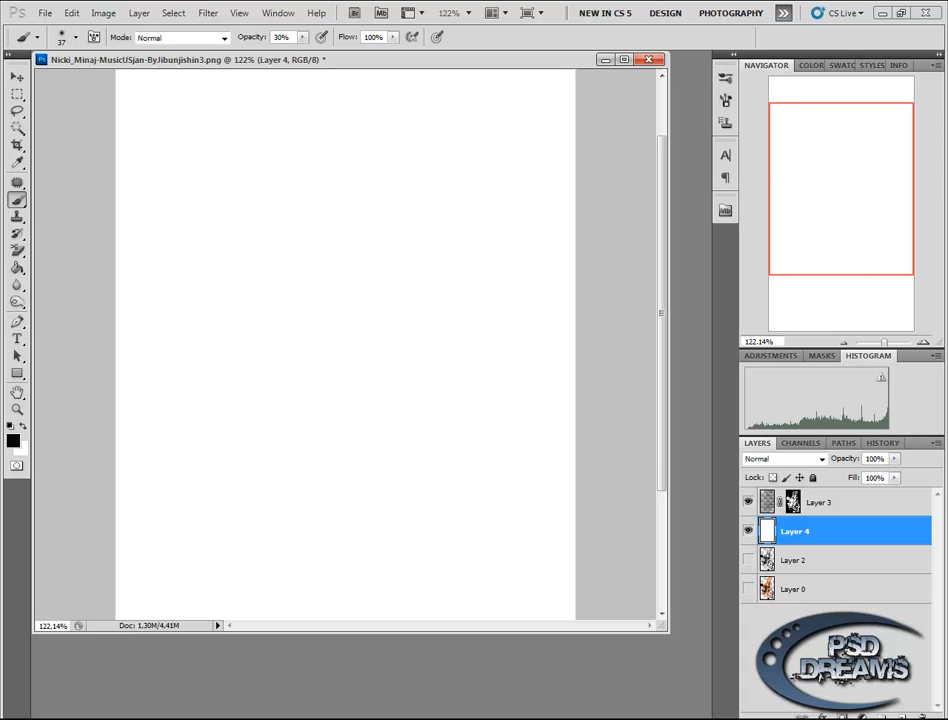 Ps File Edit Image Layer Select Filter View Window Help Br Mb 122% NEW IN CS 5 DESIGN PHOTOGRAPHY CS Live
37 Mode: Normal Opacity: 30% Flow: 100%
Nicki_Minaj-MusicUSjan-ByJibunjishin3.png @ 122% (Layer 4, RGB/8) *
NAVIGATOR COLOR SWATC STYLES INFO
122.14%
ADJUSTMENTS MASKS HISTOGRAM
LAYERS CHANNELS PATHS HISTORY
Normal Opacity: 100%
Lock: Fill: 100%
Layer 3
Layer 4
Layer 2
Layer 0
122,14% Doc: 1,30M/4,41M
PSD
DREAMS